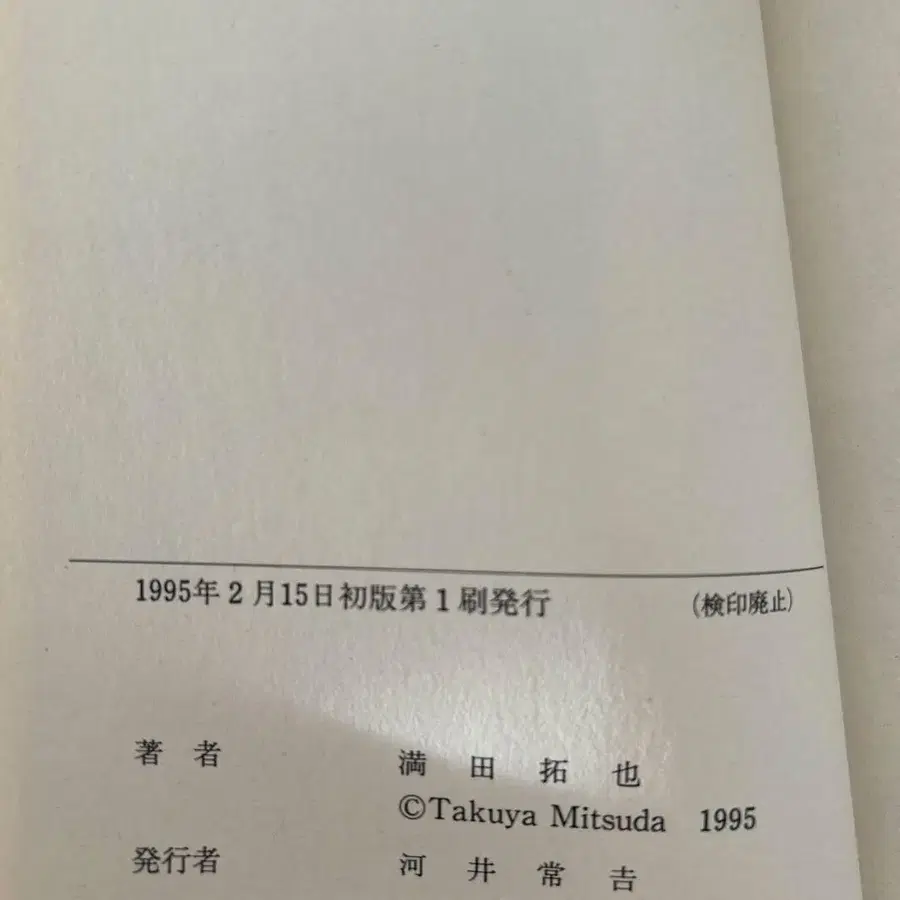 1995年2月15日初版第1刷発行 (検印廃止)
著者 満田拓也
©Takuya Mitsuda 1995
発行者 河井常𠮷